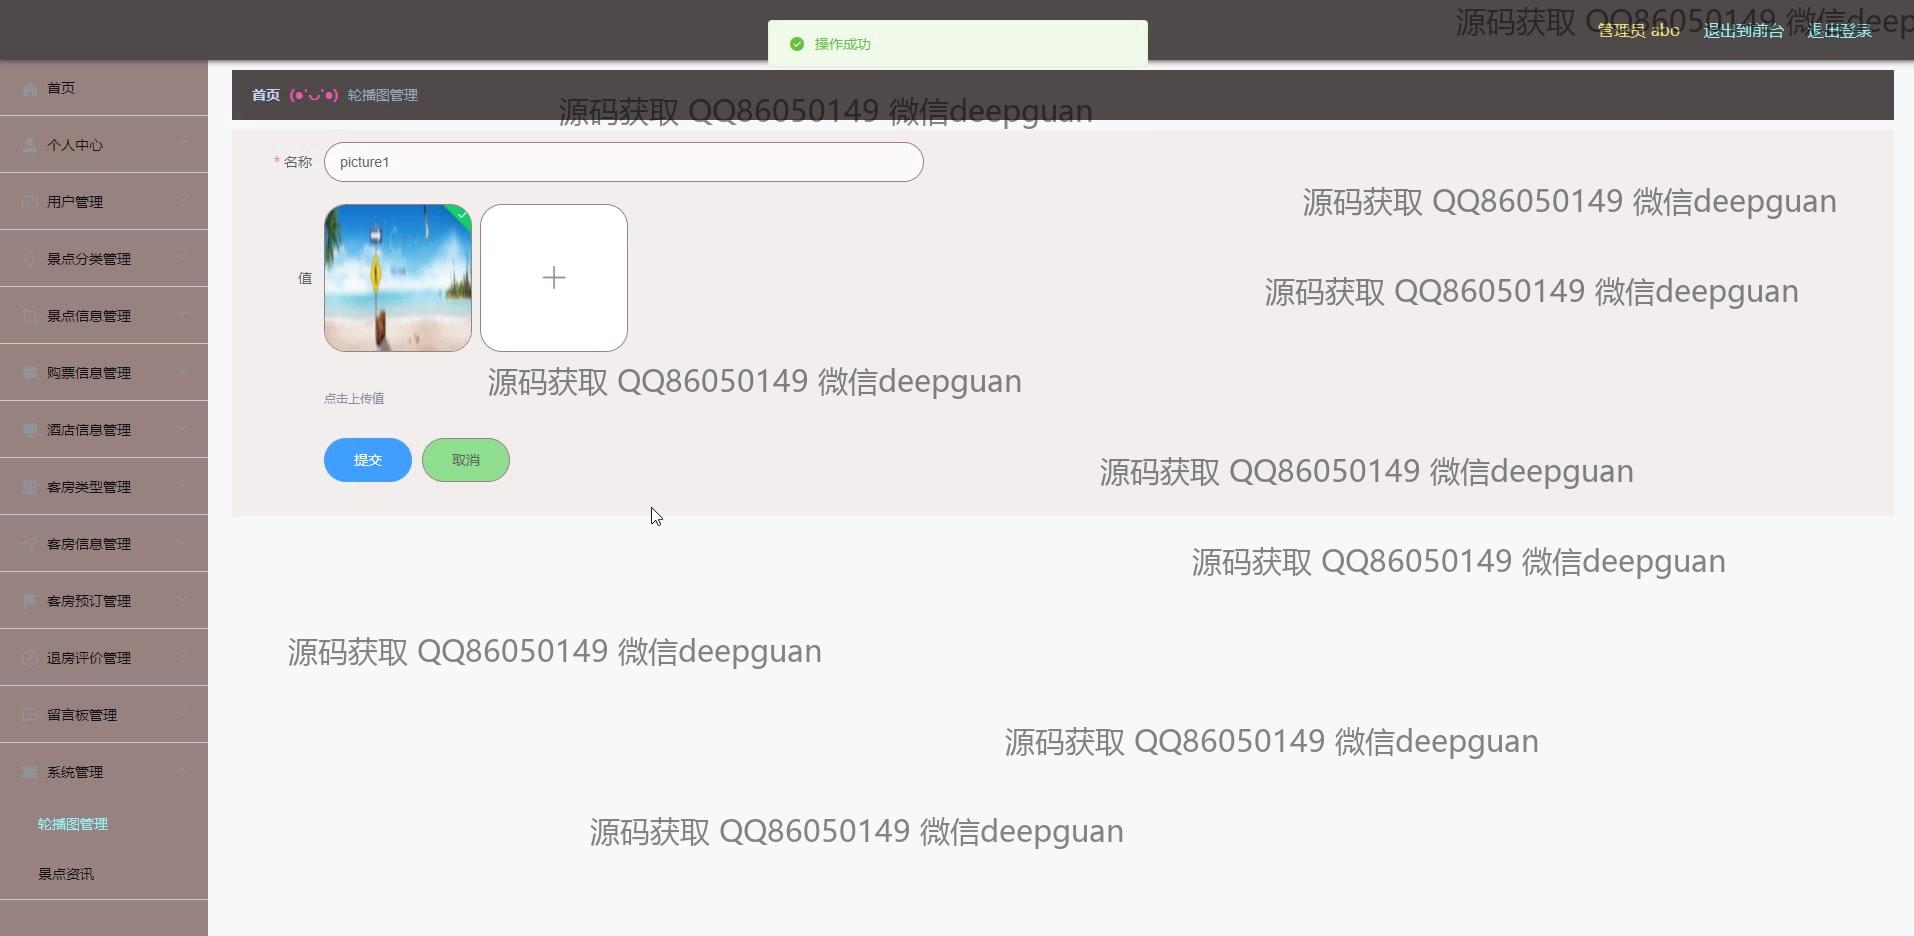 源码获取 QQ86050149 微信deep
操作成功
管理员 abo 退出到前台 退出登录
首页 (●'◡'●) 轮播图管理
源码获取 QQ86050149 微信deepguan
首页
个人中心
用户管理
景点分类管理
景点信息管理
购票信息管理
酒店信息管理
客房类型管理
客房信息管理
客房预订管理
退房评价管理
留言板管理
系统管理
轮播图管理
景点资讯
* 名称 picture1
源码获取 QQ86050149 微信deepguan
值
源码获取 QQ86050149 微信deepguan
源码获取 QQ86050149 微信deepguan
点击上传值
提交 取消
源码获取 QQ86050149 微信deepguan
源码获取 QQ86050149 微信deepguan
源码获取 QQ86050149 微信deepguan
源码获取 QQ86050149 微信deepguan
源码获取 QQ86050149 微信deepguan